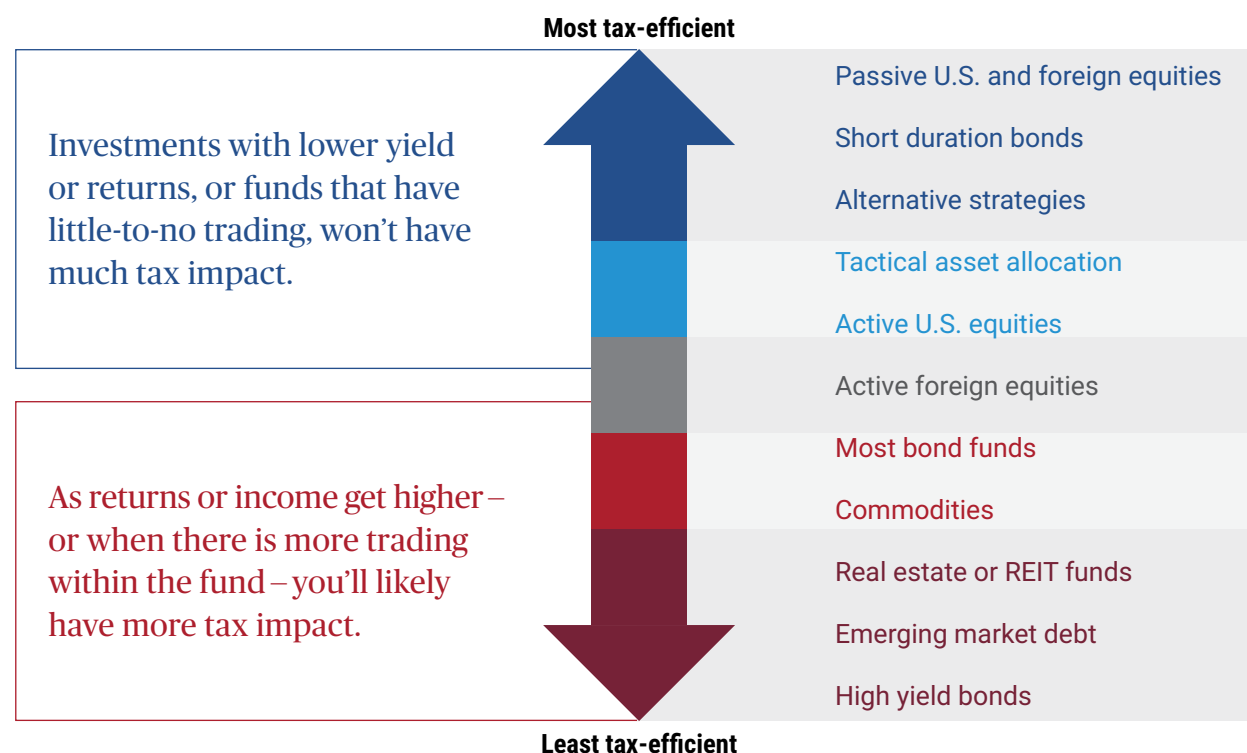 Most tax-efficient
Investments with lower yield
or returns, or funds that have
little-to-no trading, won’t have
much tax impact.
As returns or income get higher –
or when there is more trading
within the fund – you’ll likely
have more tax impact.
Passive U.S. and foreign equities
Short duration bonds
Alternative strategies
Tactical asset allocation
Active U.S. equities
Active foreign equities
Most bond funds
Commodities
Real estate or REIT funds
Emerging market debt
High yield bonds
Least tax-efficient